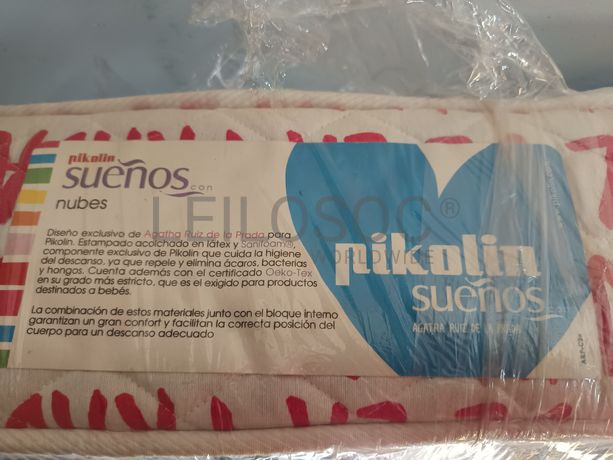 pikolin
sueños con
nubes
Diseño exclusivo de Agatha Ruiz de la Prada para
Pikolin. Estampado acolchado en látex y Sanifoam®,
componente exclusivo de Pikolin que cuida la higiene
del descanso, ya que repele y elimina ácaros, bacterias
y hongos. Cuenta además con el certificado Oeko-Tex
en su grado más estricto, que es el exigido para productos
destinados a bebés.
La combinación de estos materiales junto con el bloque interno
garantizan un gran confort y facilitan la correcta posición del
cuerpo para un descanso adecuado
pikolin
sueños
AGATHA RUIZ DE LA PRADA
LEILOSOC®
WORLDWIDE